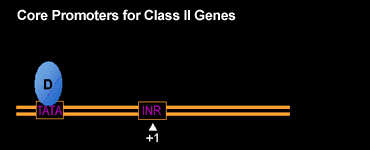 Core Promoters for Class II Genes
D
TATA INR
+1